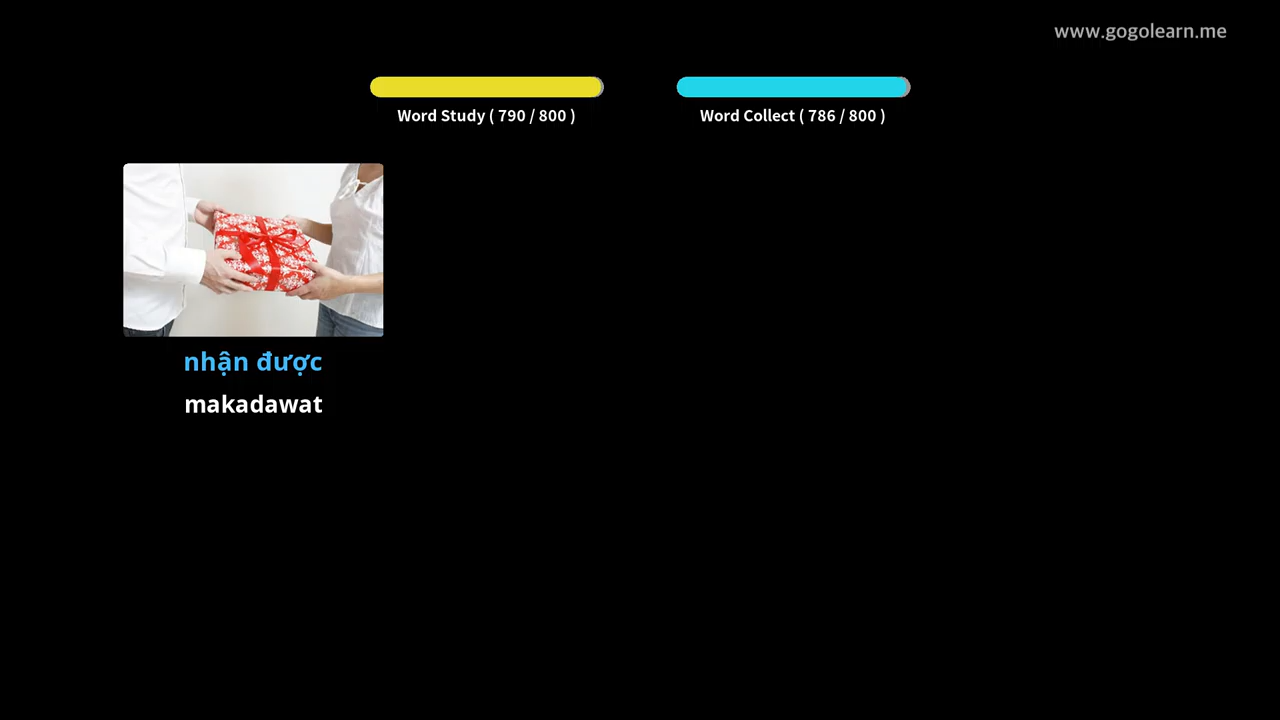 www.gogolearn.me
Word Study ( 790 / 800 )
Word Collect ( 786 / 800 )
nhận được
makadawat